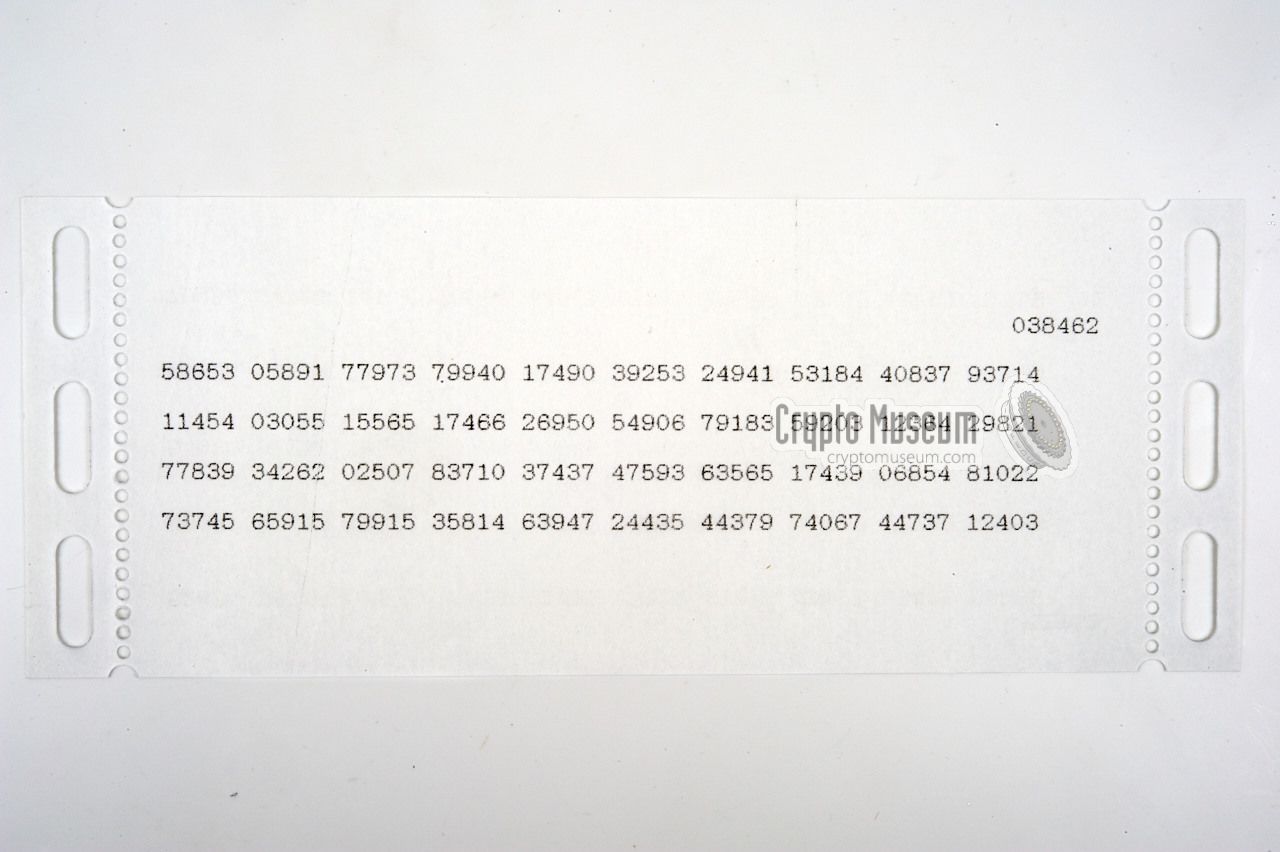 038462
58653 05891 77973 79940 17490 39253 24941 53184 40837 93714
11454 03055 15565 17466 26950 54906 79183 59203 12364 29821
Crypto Museum
cryptomuseum.com
77839 34262 02507 83710 37437 47593 63565 17439 06854 81022
73745 65915 79915 35814 63947 24435 44379 74067 44737 12403